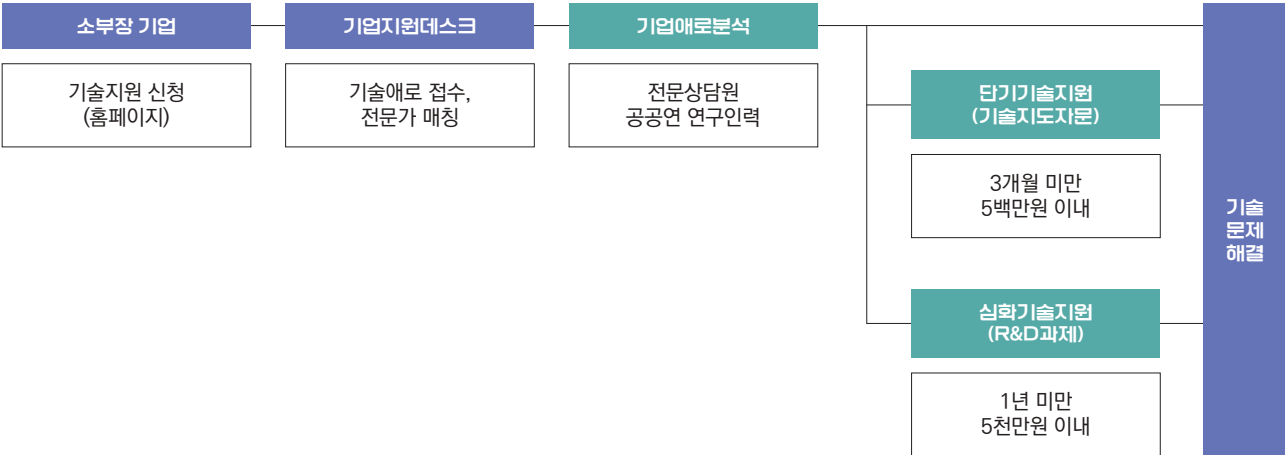 소부장 기업
기술지원 신청
(홈페이지)
기업지원데스크
기술애로 접수,
전문가 매칭
기업애로분석
전문상담원
공공연 연구인력
단기기술지원
(기술지도자문)
3개월 미만
5백만원 이내
심화기술지원
(R&D과제)
1년 미만
5천만원 이내
기술
문제
해결